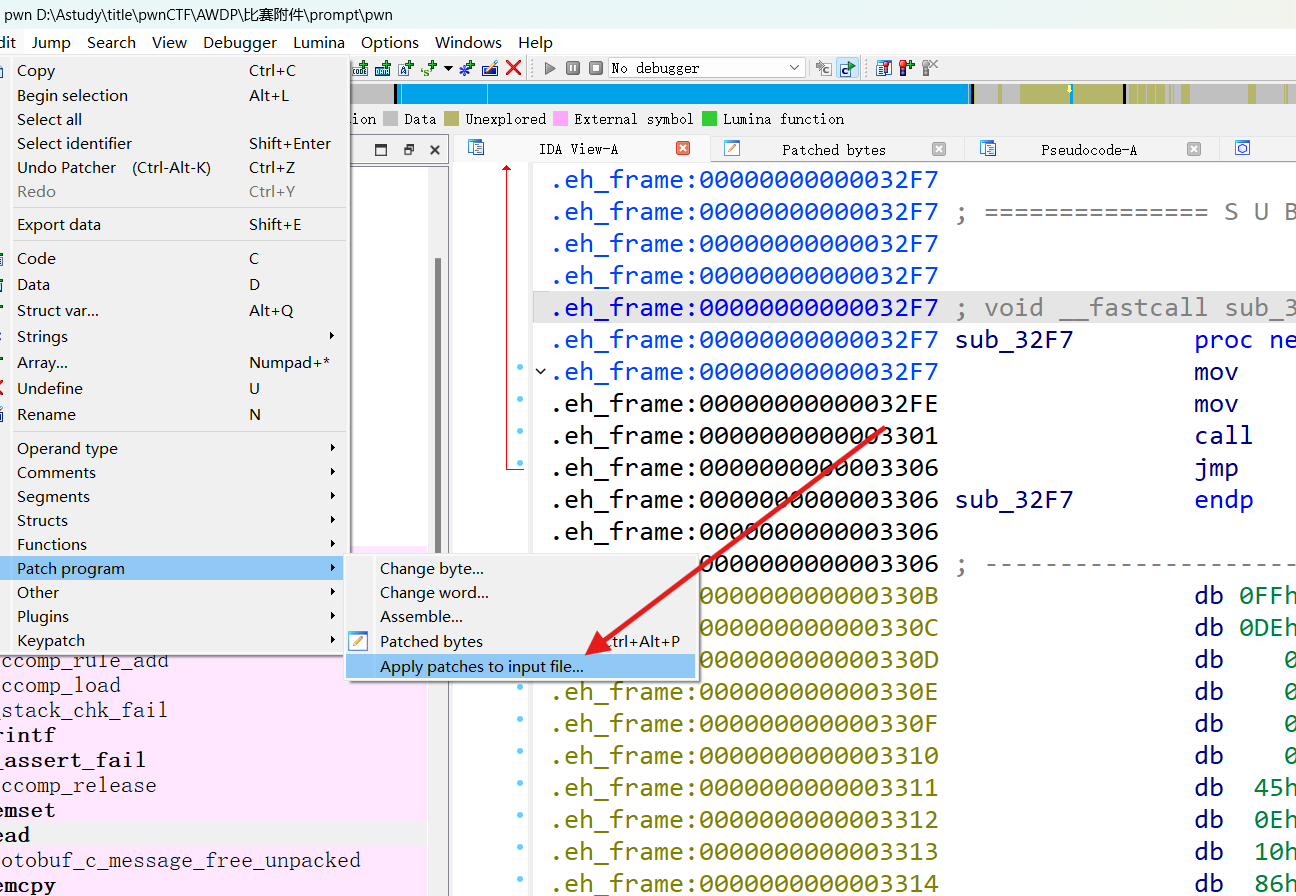 pwn D:\Astudy\title\pwnCTF\AWDP\比赛附件\prompt\pwn
dit Jump Search View Debugger Lumina Options Windows Help
No debugger
ion Data Unexplored External symbol Lumina function
IDA View-A Patched bytes Pseudocode-A
Copy Ctrl+C
Begin selection Alt+L
Select all
Select identifier Shift+Enter
Undo Patcher (Ctrl-Alt-K) Ctrl+Z
Redo Ctrl+Y
Export data Shift+E
Code C
Data D
Struct var... Alt+Q
Strings
Array... Numpad+*
Undefine U
Rename N
Operand type
Comments
Segments
Structs
Functions
Patch program
Other
Plugins
Keypatch
Change byte...
Change word...
Assemble...
Patched bytes trl+Alt+P
Apply patches to input file...
ccomp_rule_add
ccomp_load
stack_chk_fail
rintf
_assert_fail
ccomp_release
emset
ead
otobuf_c_message_free_unpacked
emcpy
.eh_frame:00000000000032F7
.eh_frame:00000000000032F7 ; =============== S U B
.eh_frame:00000000000032F7
.eh_frame:00000000000032F7
.eh_frame:00000000000032F7 ; void __fastcall sub_3
.eh_frame:00000000000032F7 sub_32F7 proc ne
.eh_frame:00000000000032F7 mov
.eh_frame:00000000000032FE mov
.eh_frame:0000000000003301 call
.eh_frame:0000000000003306 jmp
.eh_frame:0000000000003306 sub_32F7 endp
.eh_frame:0000000000003306
0000000000003306 ; ----------------------
000000000000330B db 0FFh
000000000000330C db 0DEh
000000000000330D db 0
.eh_frame:000000000000330E db 0
.eh_frame:000000000000330F db 0
.eh_frame:0000000000003310 db 0
.eh_frame:0000000000003311 db 45h
.eh_frame:0000000000003312 db 0Eh
.eh_frame:0000000000003313 db 10h
.eh_frame:0000000000003314 db 86h